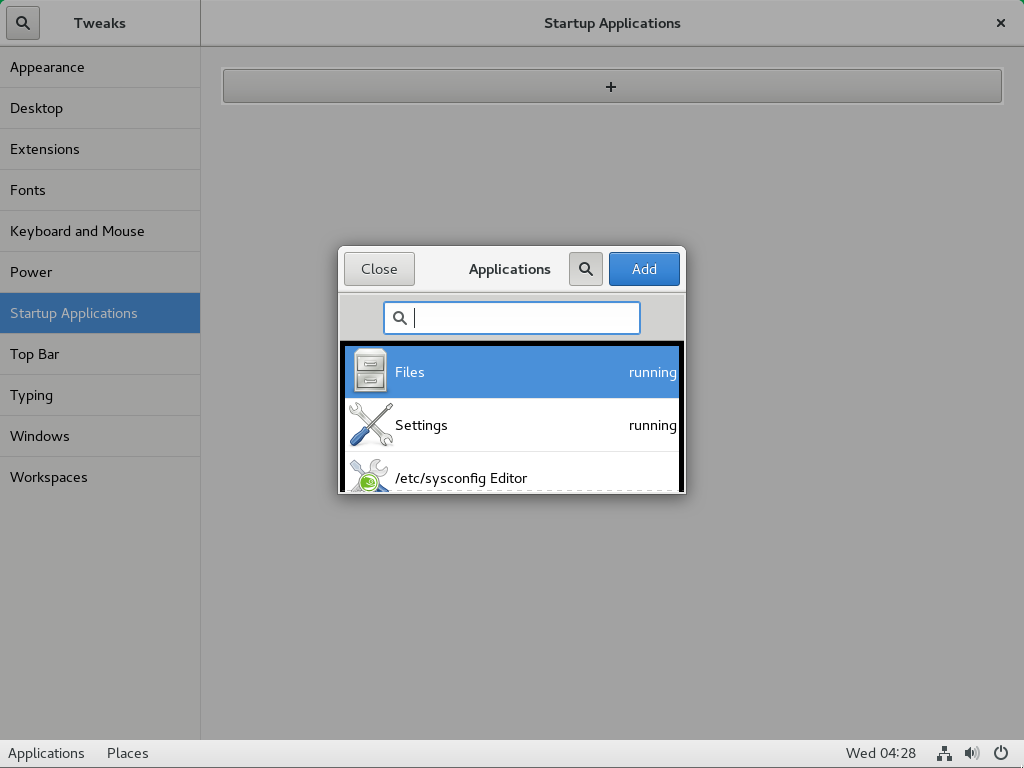 Tweaks
Startup Applications
Appearance
Desktop
Extensions
Fonts
Keyboard and Mouse
Power
Startup Applications
Top Bar
Typing
Windows
Workspaces
+
Close
Applications
Add
Files
running
Settings
running
/etc/sysconfig Editor
Applications
Places
Wed 04:28